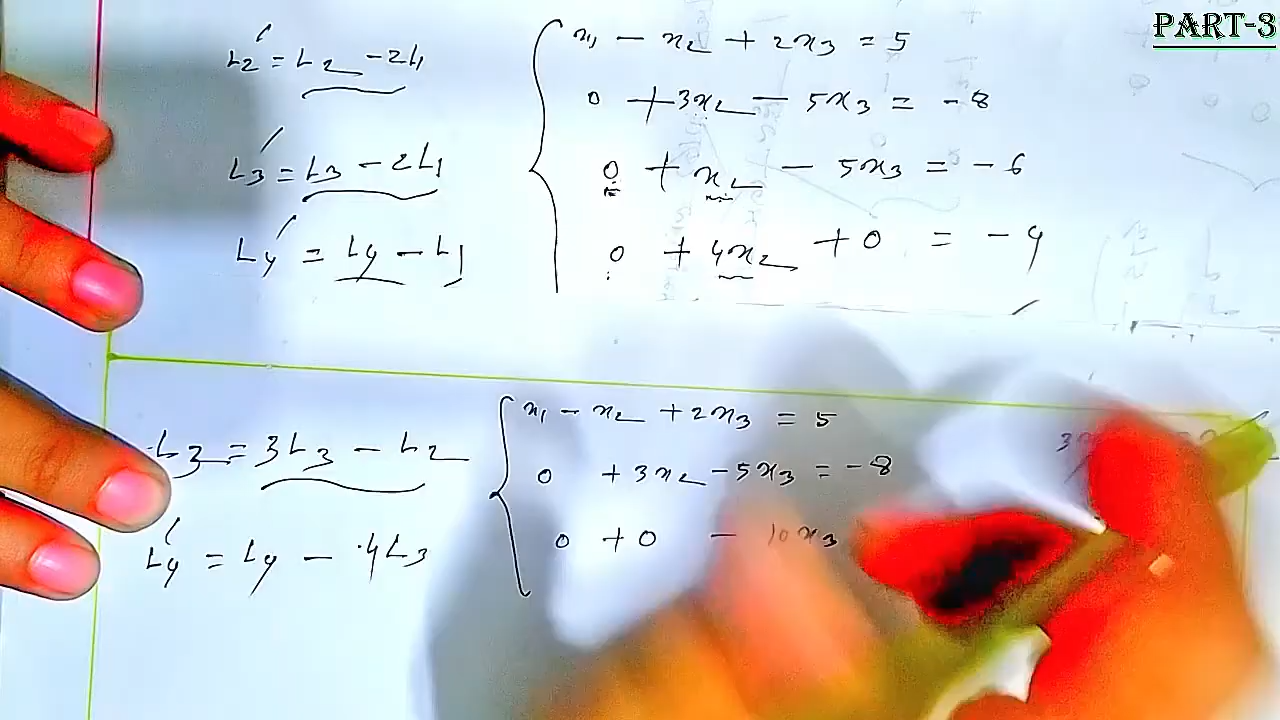 PART-3
L₂′ = L₂ - 2L₁
x₁ - x₂ + 2x₃ = 5
0 + 3x₂ - 5x₃ = -8
L₃′ = L₃ - 2L₁
0 + x₂ - 5x₃ = -6
L₄′ = L₄ - L₁
0 + 4x₂ + 0 = -4
x₁ - x₂ + 2x₃ = 5
L₃ = 3L₃ - L₂
0 + 3x₂ - 5x₃ = -8
0 + 0 - 10x₃
L₄′ = L₄ - 4L₃